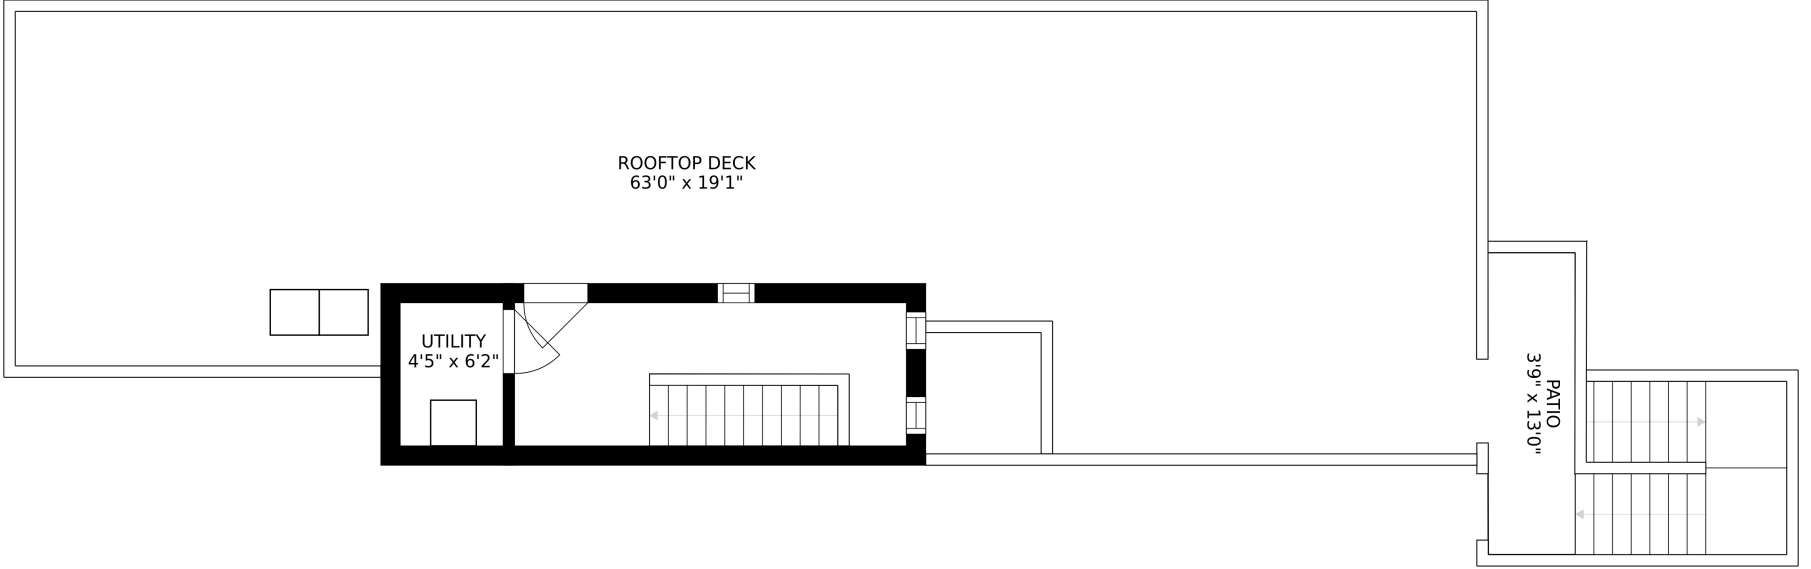 ROOFTOP DECK
63'0" x 19'1"
UTILITY
4'5" x 6'2"
PATIO
3'9" x 13'0"